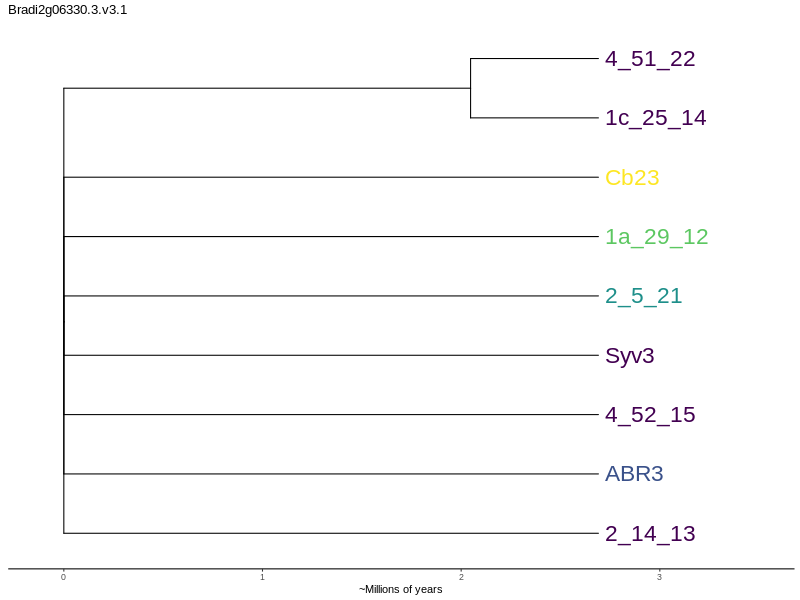 Bradi2g06330.3.v3.1
4_51_22
1c_25_14
Cb23
1a_29_12
2_5_21
Syv3
4_52_15
ABR3
2_14_13
0 1 2 3
~Millions of years